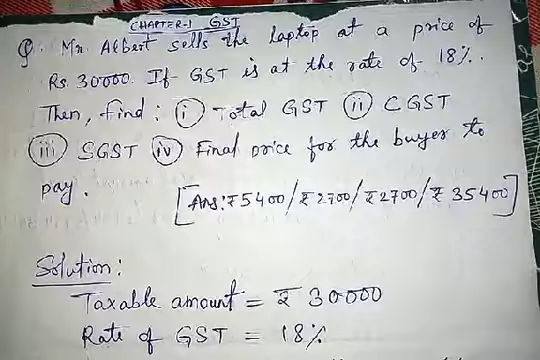 CHAPTER-1 GST
Q. Mr. Albert sells the laptop at a price of
Rs. 30000. If GST is at the rate of 18%.
Then, find : (i) Total GST (ii) CGST
(iii) SGST (iv) Final price for the buyer to
pay.
[Ans: ₹5400/₹2700/₹2700/₹35400]
Solution:
Taxable amount = ₹ 30000
Rate of GST = 18%